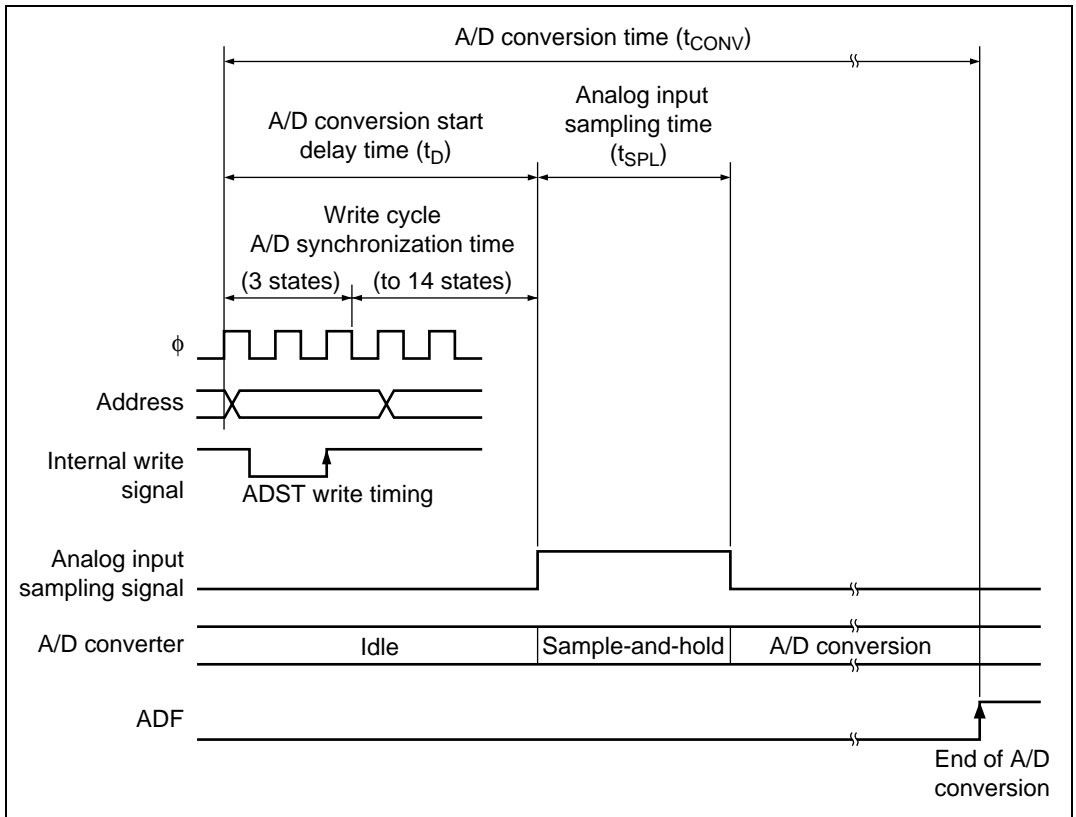 A/D conversion time (tCONV)
Analog input
sampling time
(tSPL)
A/D conversion start
delay time (tD)
Write cycle
A/D synchronization time
(3 states) (to 14 states)
ϕ
Address
Internal write
signal
ADST write timing
Analog input
sampling signal
A/D converter Idle Sample-and-hold A/D conversion
ADF
End of A/D
conversion